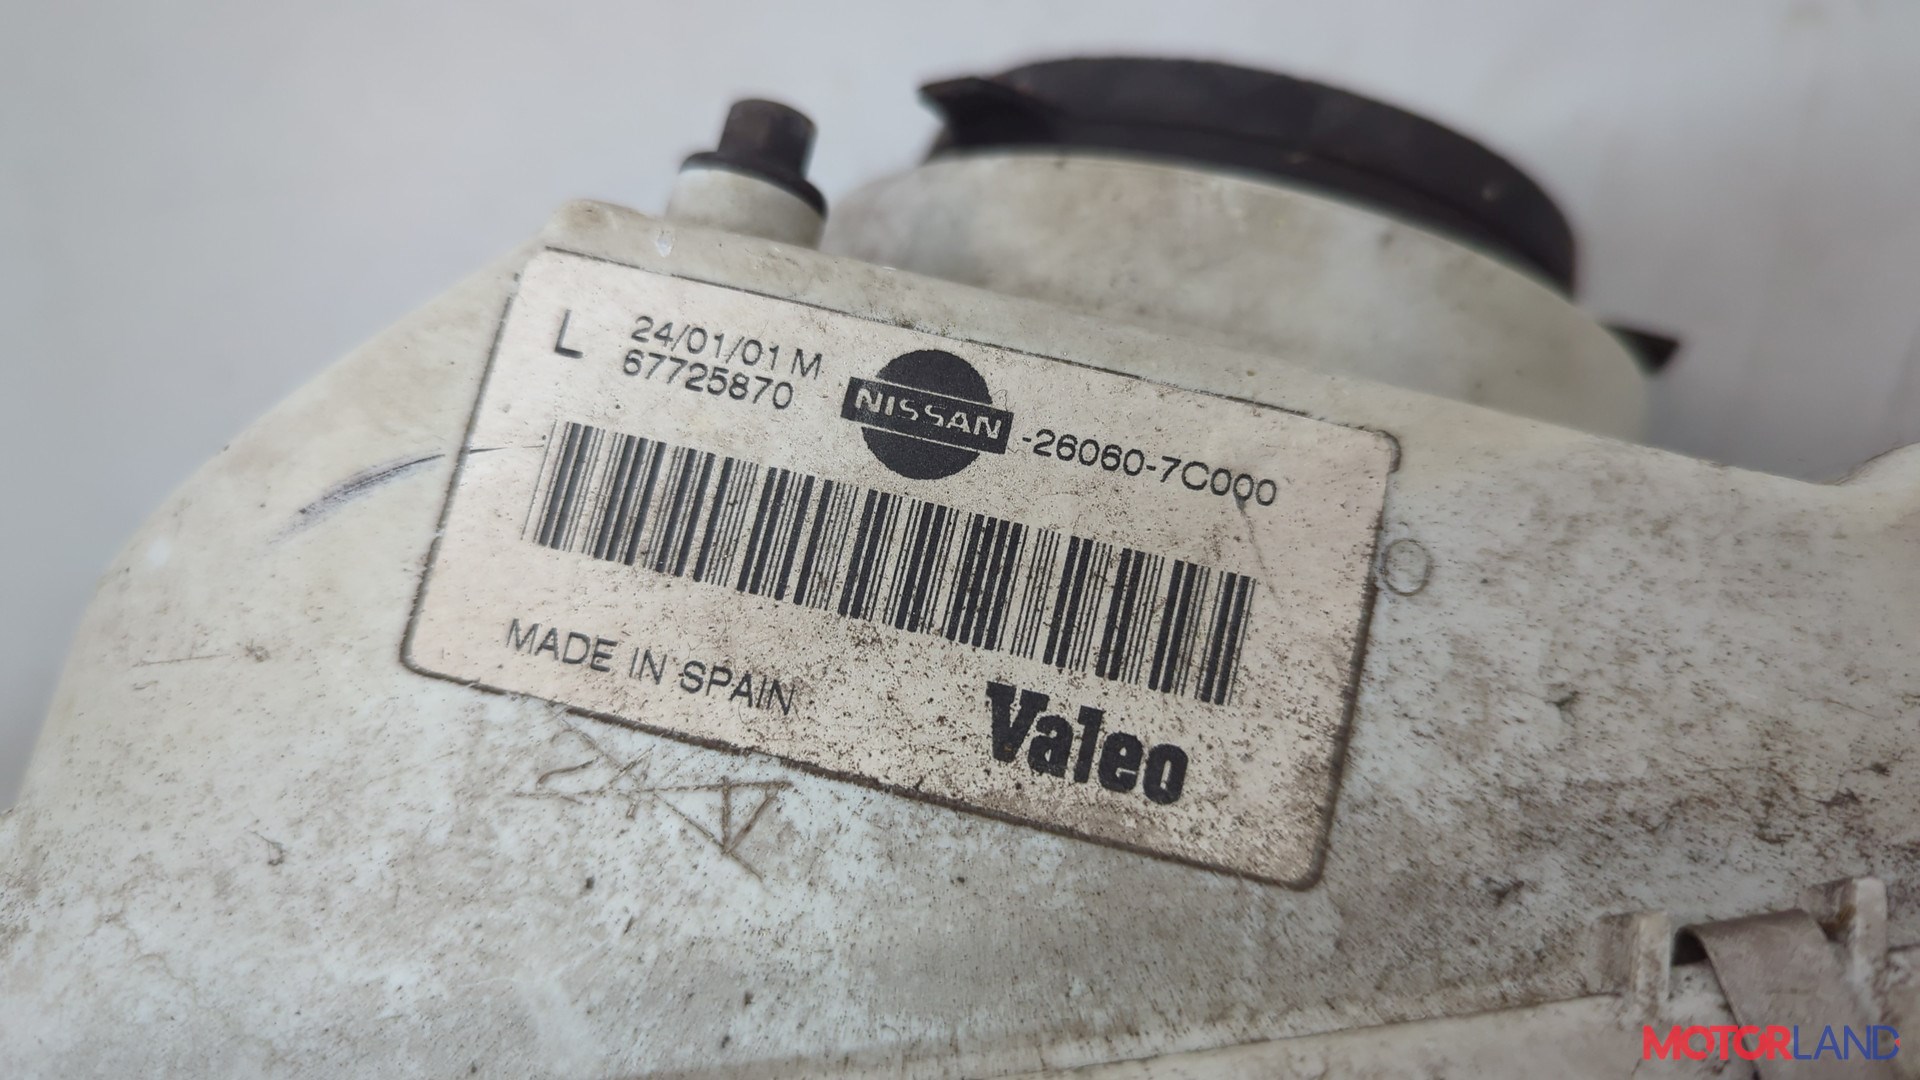 L 24/01/01 M
67725870
NISSAN -26060-7C000
MADE IN SPAIN
Valeo
MOTORLAND